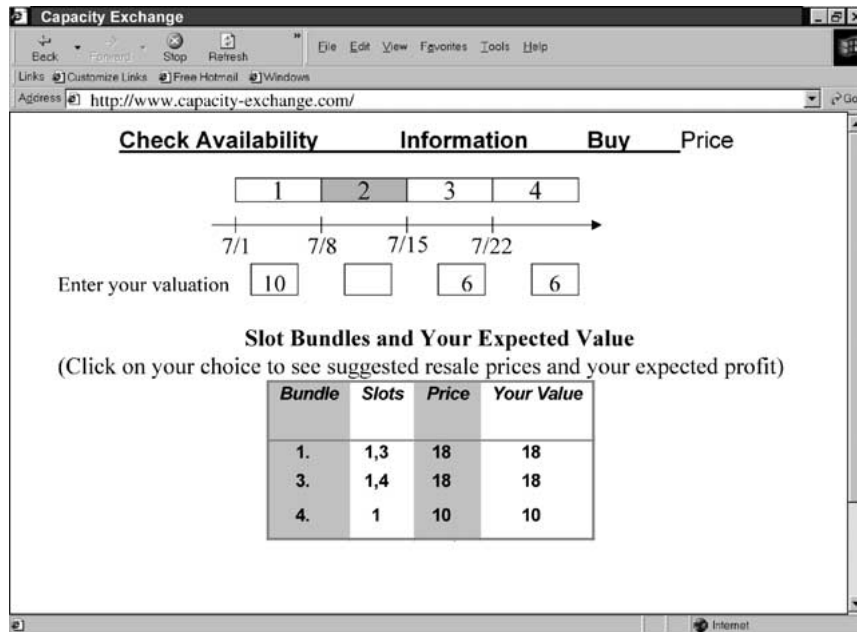 Capacity Exchange
Back Forward Stop Refresh » File Edit View Favorites Tools Help
Links Customize Links Free Hotmail Windows
Address http://www.capacity-exchange.com/ Go
Check Availability Information Buy Price
1 2 3 4
7/1 7/8 7/15 7/22
Enter your valuation 10 6 6
Slot Bundles and Your Expected Value
(Click on your choice to see suggested resale prices and your expected profit)
Bundle Slots Price Your Value
1. 1,3 18 18
3. 1,4 18 18
4. 1 10 10
Internet